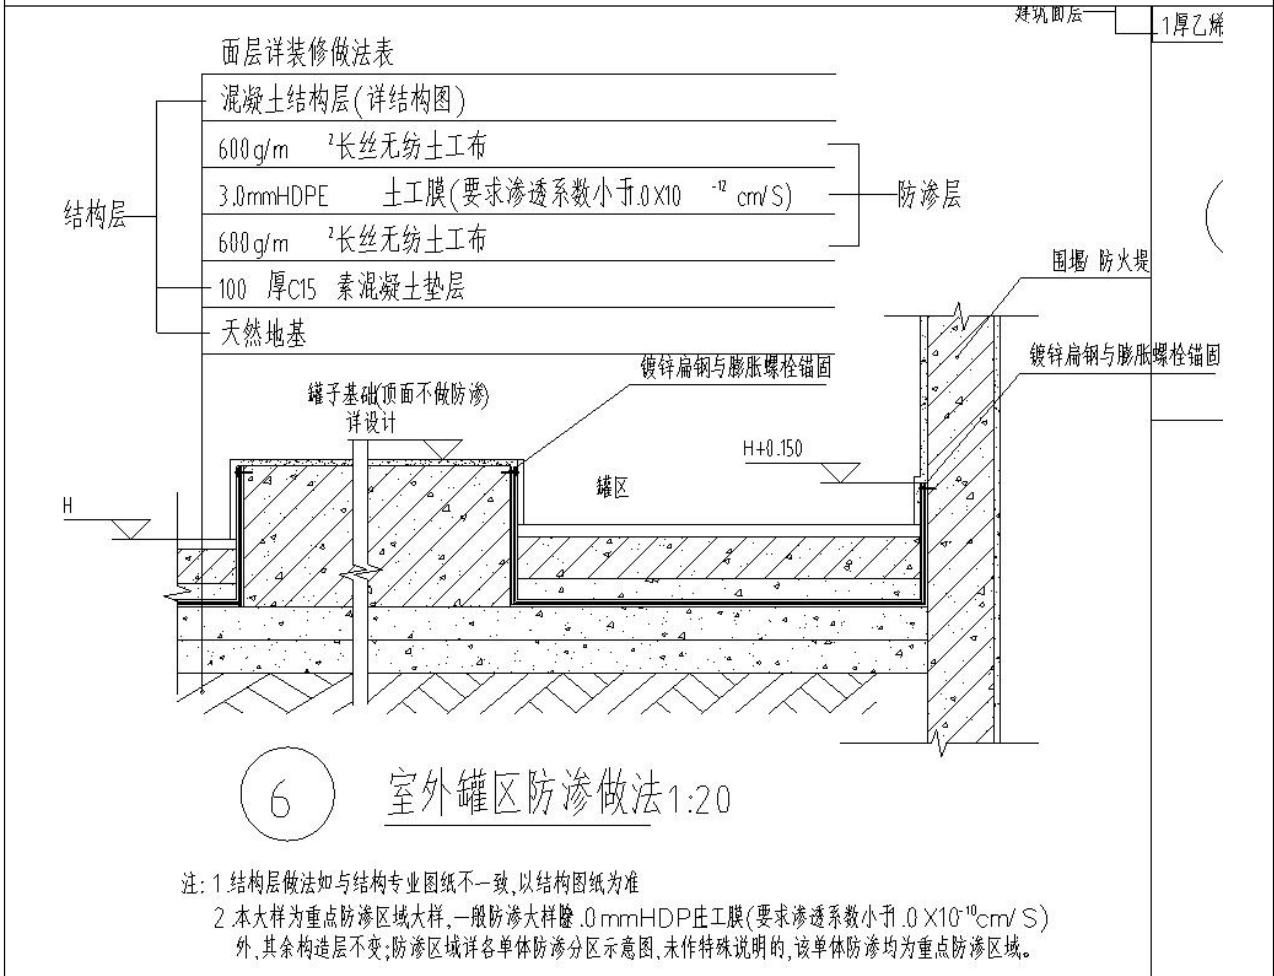 建筑面层
1厚乙烯
面层详装修做法表
混凝土结构层(详结构图)
600g/m ²长丝无纺土工布
3.0mmHDPE 土工膜(要求渗透系数小于1.0X10 ⁻¹² cm/S)
600g/m ²长丝无纺土工布
100 厚C15 素混凝土垫层
天然地基
结构层
防渗层
围堰/ 防火堤
镀锌扁钢与膨胀螺栓锚固
镀锌扁钢与膨胀螺栓锚固
罐子基础(顶面不做防渗)
详设计
H+0.150
罐区
H
6 室外罐区防渗做法1:20
注: 1.结构层做法如与结构专业图纸不一致,以结构图纸为准
2.本大样为重点防渗区域大样,一般防渗大样除 .0mmHDPE土工膜(要求渗透系数小于1.0X10⁻¹⁰cm/S)
外,其余构造层不变;防渗区域详各单体防渗分区示意图,未作特殊说明的,该单体防渗均为重点防渗区域。